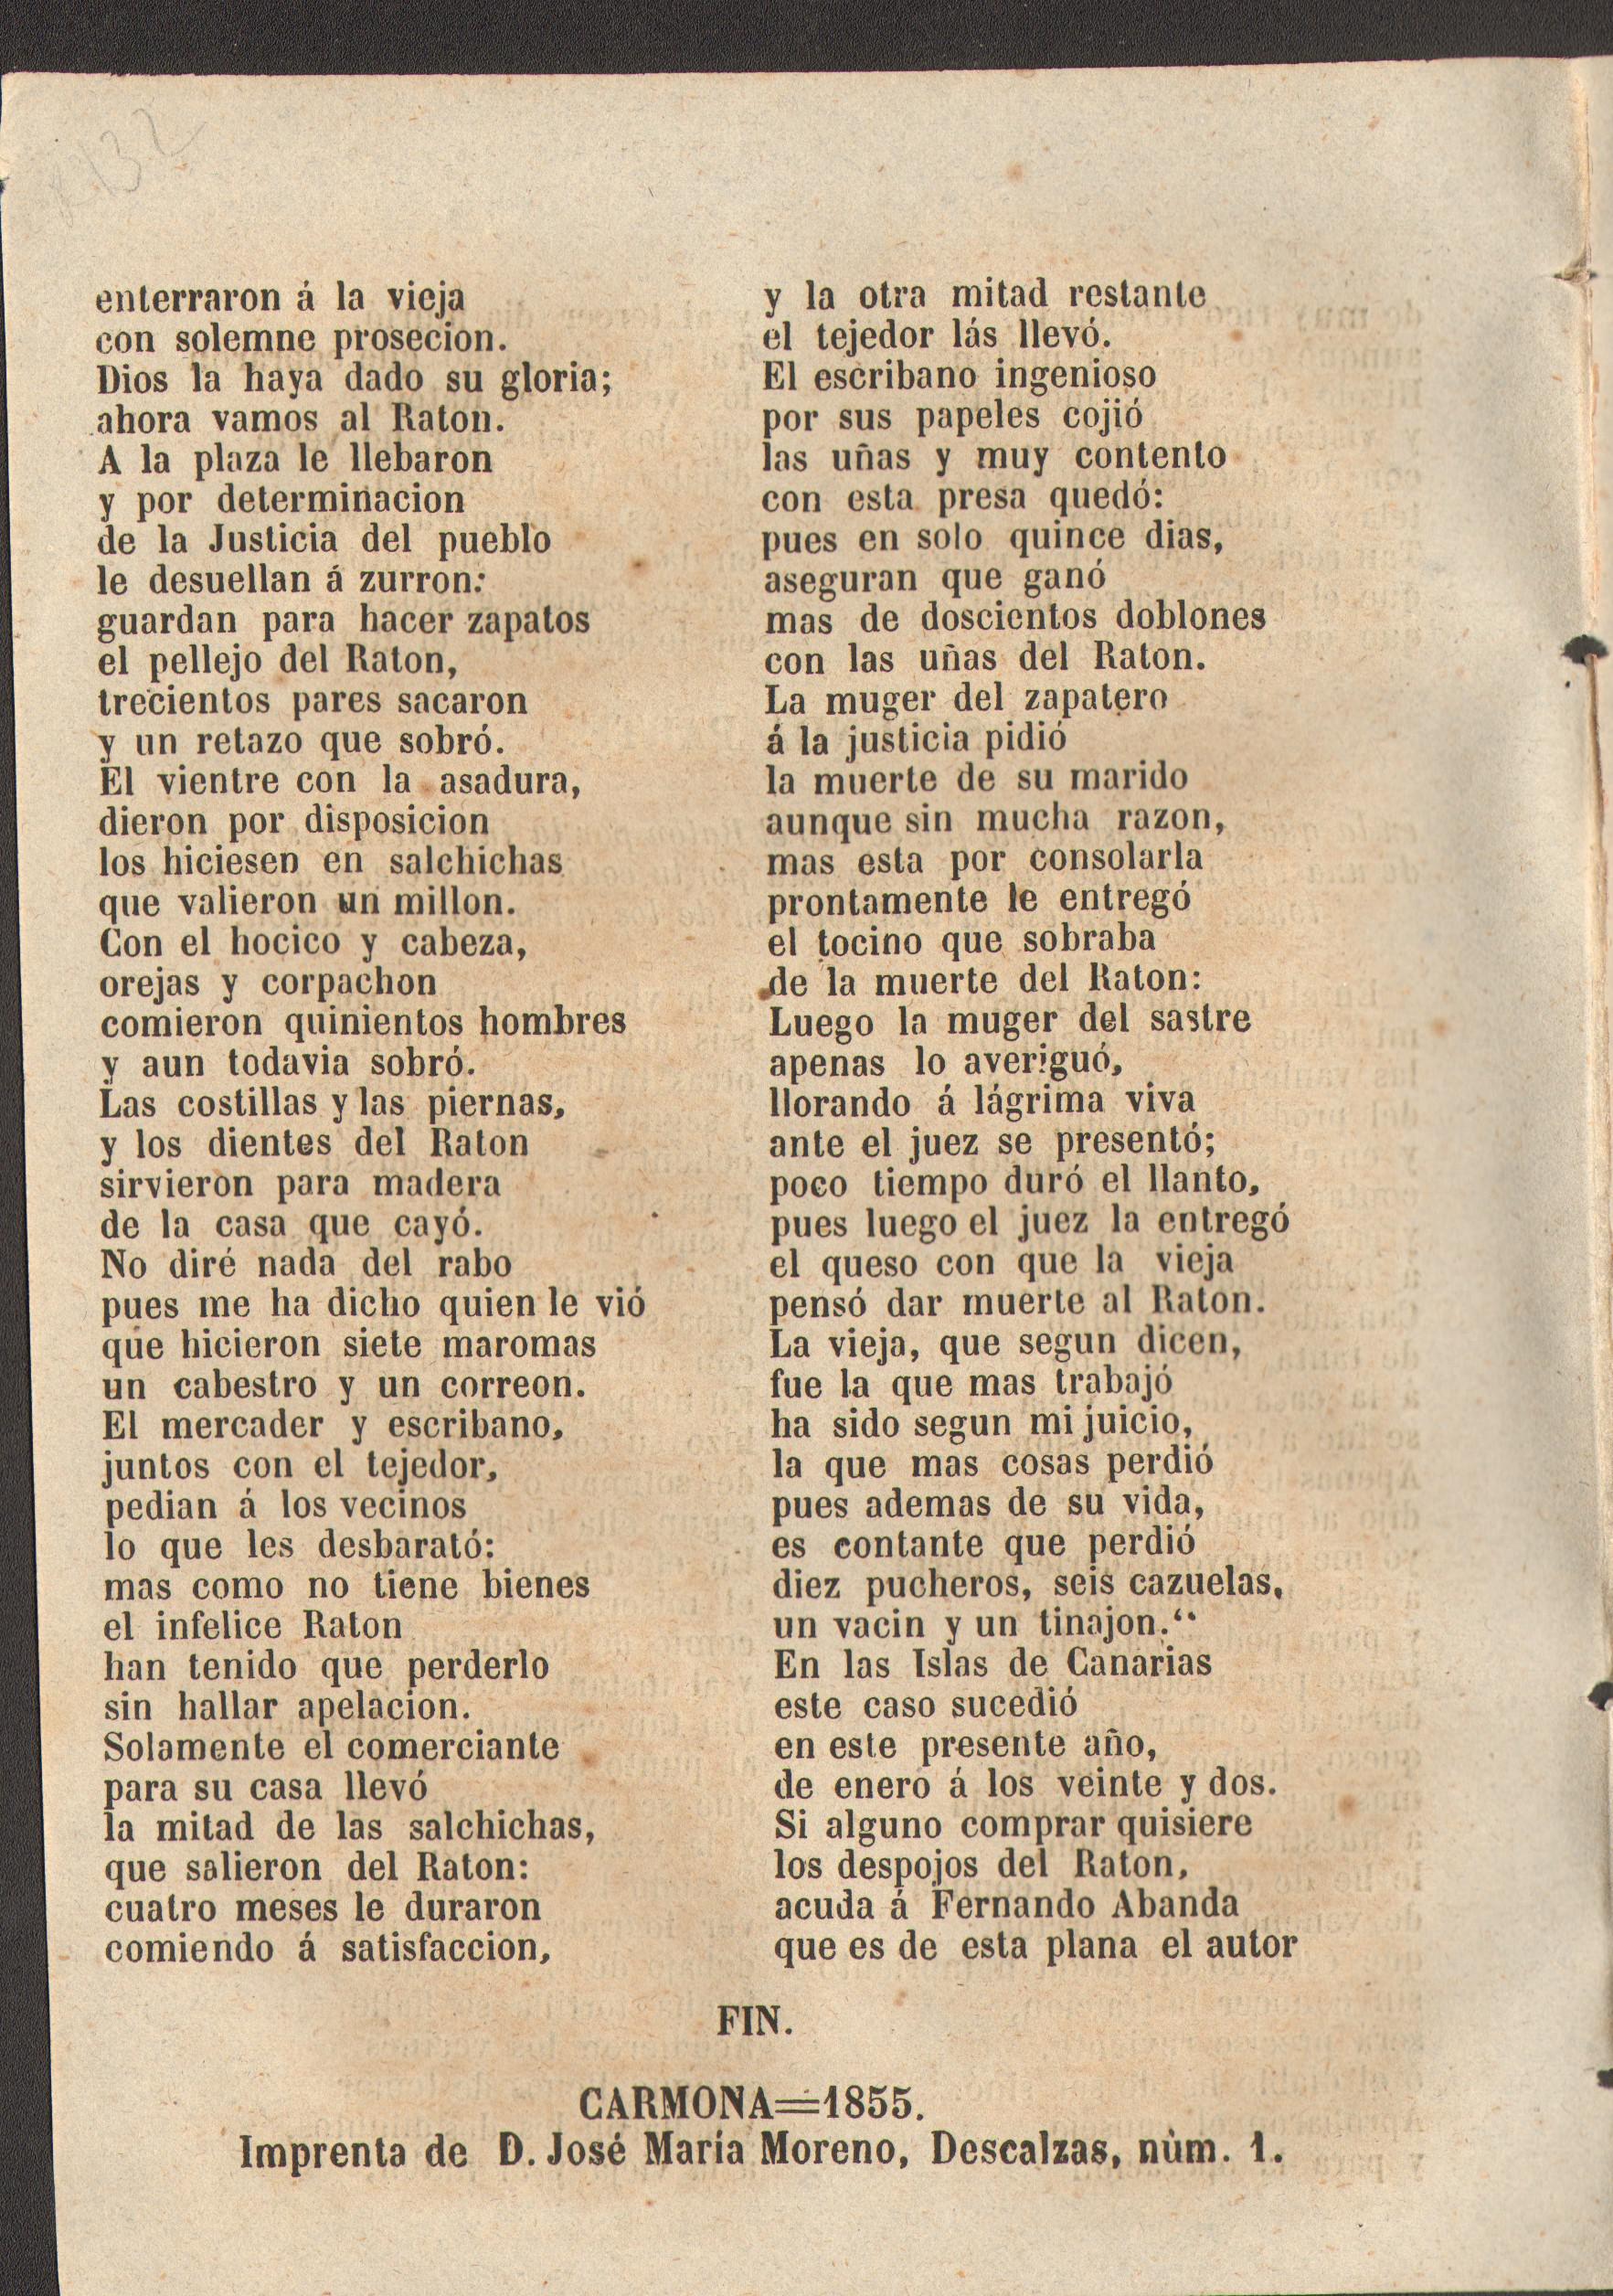 enterraron á la vieja
con solemne prosecion.
Dios la haya dado su gloria;
ahora vamos al Raton.
A la plaza le llebaron
y por determinacion
de la Justicia del pueblo
le desuellan á zurron:
guardan para hacer zapatos
el pellejo del Raton,
trecientos pares sacaron
y un retazo que sobró.
El vientre con la asadura,
dieron por disposicion
los hiciesen en salchichas
que valieron un millon.
Con el hocico y cabeza,
orejas y corpachon
comieron quinientos hombres
y aun todavia sobró.
Las costillas y las piernas,
y los dientes del Raton
sirvieron para madera
de la casa que cayó.
No diré nada del rabo
pues me ha dicho quien le vió
que hicieron siete maromas
un cabestro y un correon.
El mercader y escribano,
juntos con el tejedor,
pedian á los vecinos
lo que les desbarató:
mas como no tiene bienes
el infelice Raton
han tenido que perderlo
sin hallar apelacion.
Solamente el comerciante
para su casa llevó
la mitad de las salchichas,
que salieron del Raton:
cuatro meses le duraron
comiendo á satisfaccion,
y la otra mitad restante
el tejedor lás llevó.
El escribano ingenioso
por sus papeles cojió
las uñas y muy contento
con esta presa quedó:
pues en solo quince dias,
aseguran que ganó
mas de doscientos doblones
con las uñas del Raton.
La muger del zapatero
á la justicia pidió
la muerte de su marido
aunque sin mucha razon,
mas esta por consolarla
prontamente le entregó
el tocino que sobraba
de la muerte del Raton:
Luego la muger del sastre
apenas lo averiguó,
llorando á lágrima viva
ante el juez se presentó;
poco tiempo duró el llanto,
pues luego el juez la entregó
el queso con que la vieja
pensó dar muerte al Raton.
La vieja, que segun dicen,
fue la que mas trabajó
ha sido segun mi juicio,
la que mas cosas perdió
pues ademas de su vida,
es contante que perdió
diez pucheros, seis cazuelas,
un vacin y un tinajon.“
En las Islas de Canarias
este caso sucedió
en este presente año,
de enero á los veinte y dos.
Si alguno comprar quisiere
los despojos del Raton,
acuda á Fernando Abanda
que es de esta plana el autor
FIN.
CARMONA=1855.
Imprenta de D. José María Moreno, Descalzas, nùm. 1.